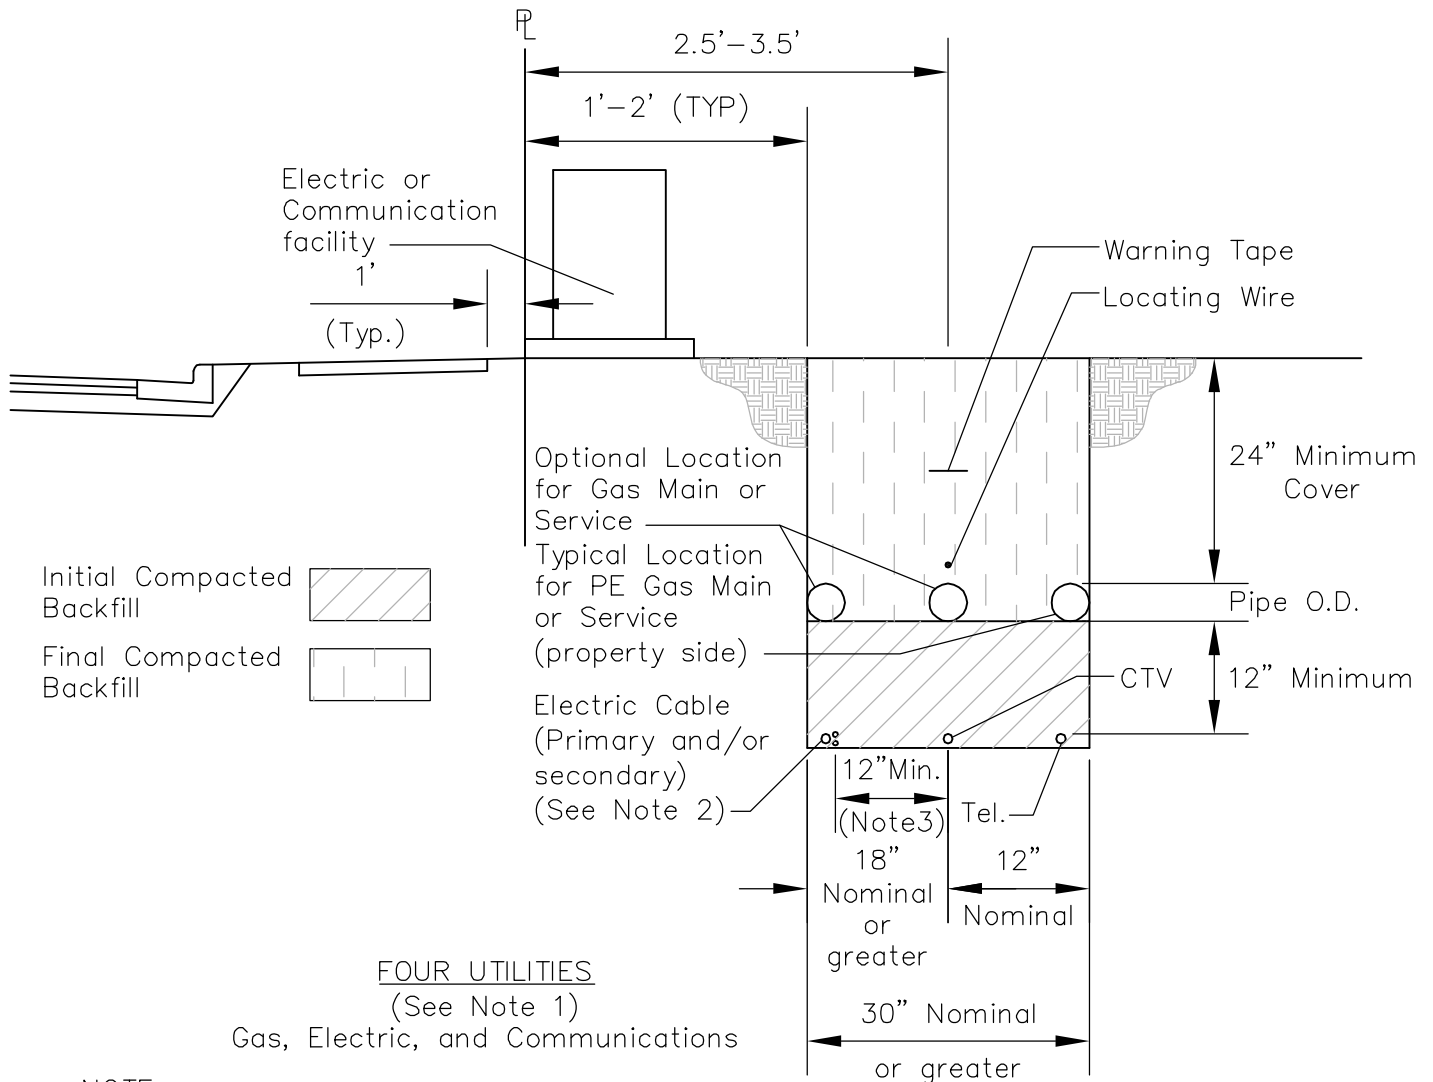 PL
2.5'-3.5'
1'-2' (TYP)
Electric or
Communication
facility
1'
(Typ.)
Warning Tape
Locating Wire
Optional Location
for Gas Main or
Service
Typical Location
for PE Gas Main
or Service
(property side)
24" Minimum
Cover
Pipe O.D.
12" Minimum
CTV
Initial Compacted
Backfill
Final Compacted
Backfill
Electric Cable
(Primary and/or
secondary)
(See Note 2)
12"Min.
(Note3)
Tel.
18"
Nominal
or
greater
12"
Nominal
FOUR UTILITIES
(See Note 1)
Gas, Electric, and Communications
30" Nominal
or greater
NOTE